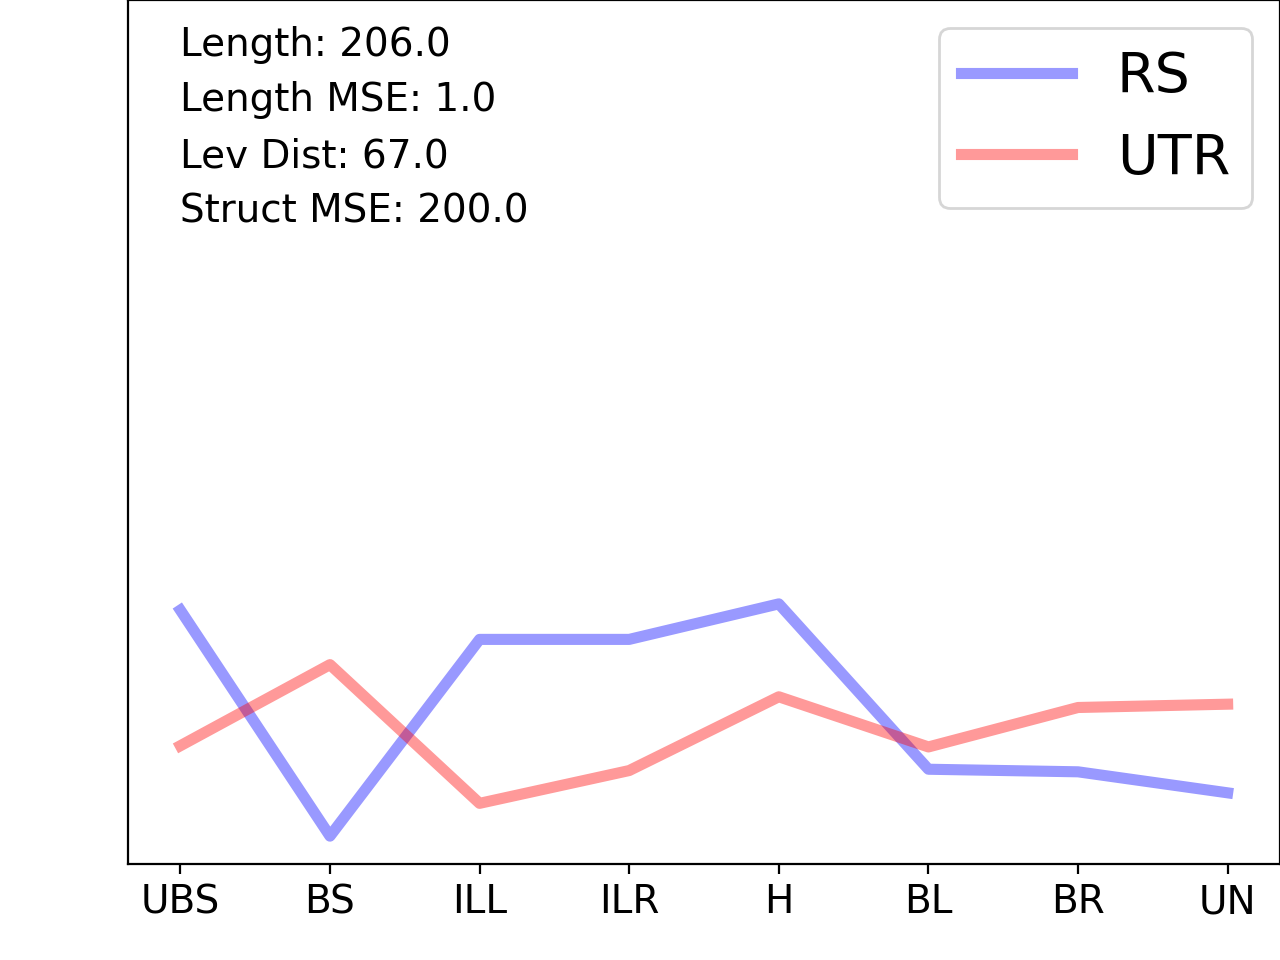 Length: 206.0
Length MSE: 1.0
Lev Dist: 67.0
Struct MSE: 200.0
RS
UTR
UBS BS ILL ILR H BL BR UN